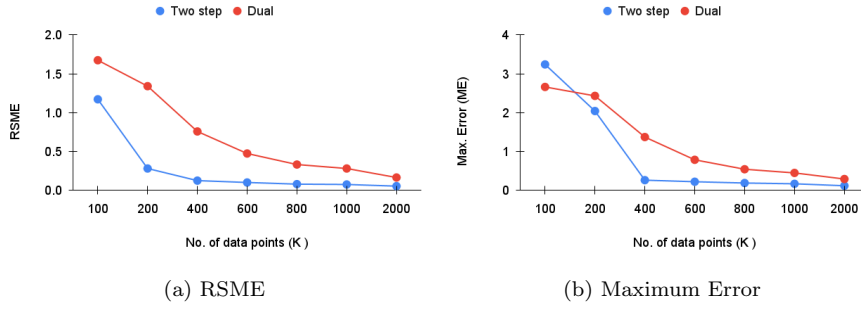 Two step Dual
2.0
1.5
1.0
0.5
0.0
RSME
100 200 400 600 800 1000 2000
No. of data points (K )
(a) RSME
Two step Dual
4
3
2
1
0
Max. Error (ME)
100 200 400 600 800 1000 2000
No. of data points (K )
(b) Maximum Error